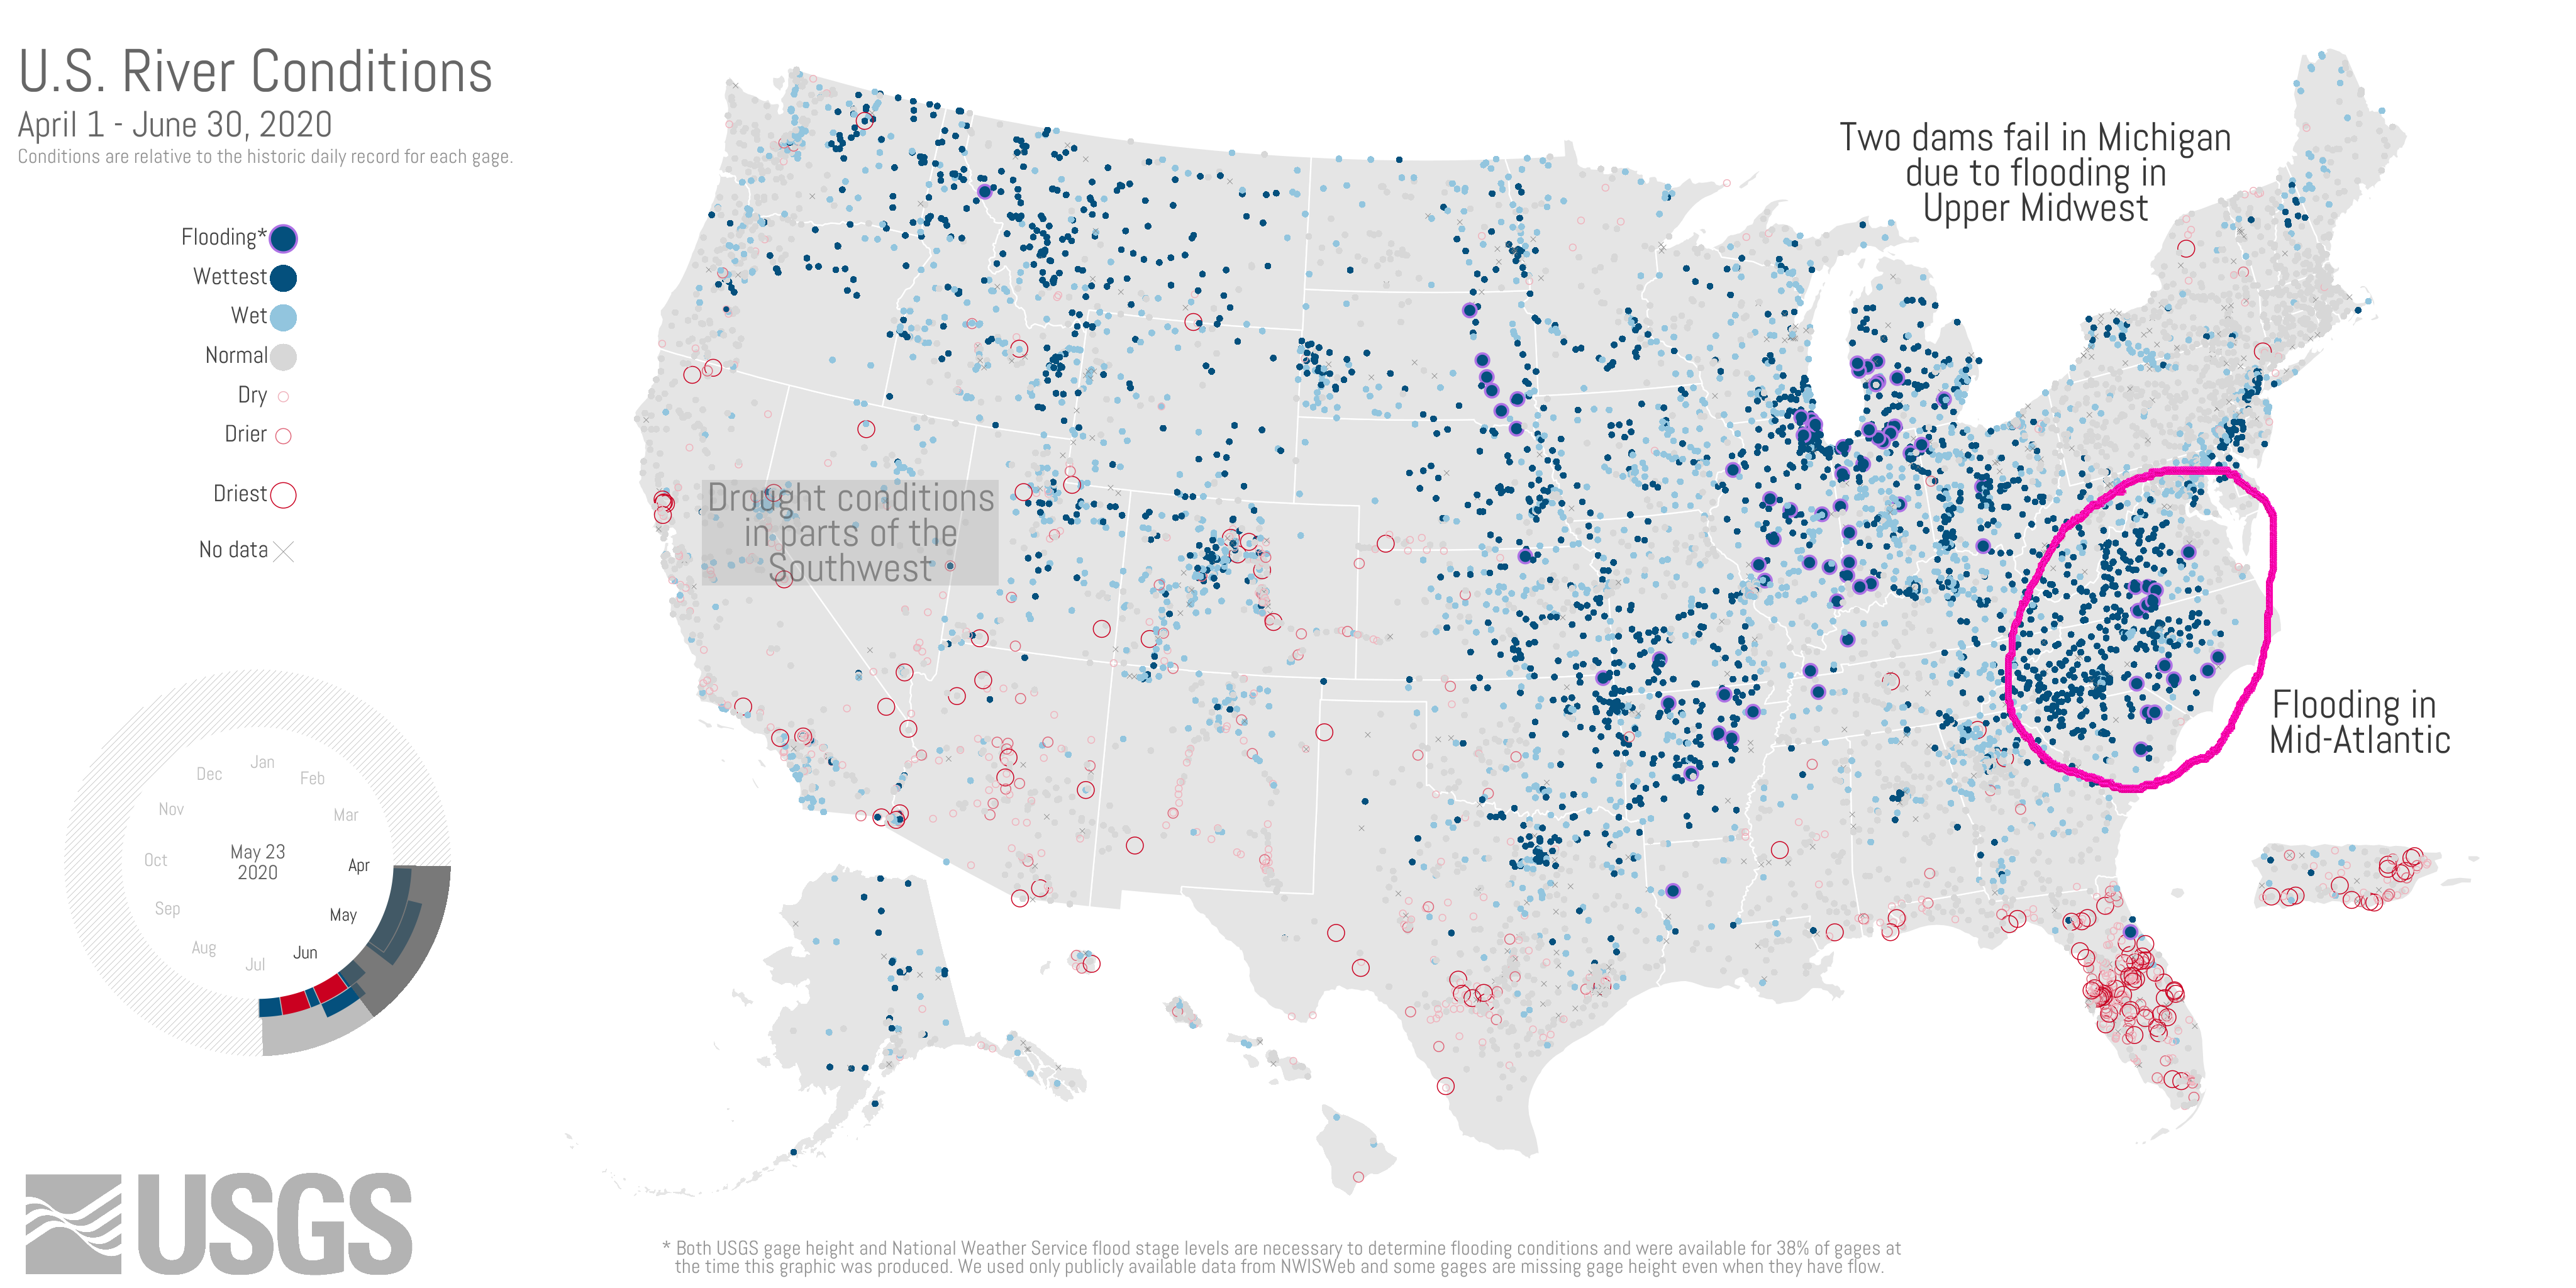 U.S. River Conditions
April 1 - June 30, 2020
Conditions are relative to the historic daily record for each gage.
Flooding*
Wettest
Wet
Normal
Dry
Drier
Driest
No data
Two dams fail in Michigan
due to flooding in
Upper Midwest
Drought conditions
in parts of the
Southwest
Flooding in
Mid-Atlantic
Jan
Feb
Mar
Apr
May
Jun
Jul
Aug
Sep
Oct
Nov
Dec
May 23
2020
USGS
* Both USGS gage height and National Weather Service flood stage levels are necessary to determine flooding conditions and were available for 38% of gages at
the time this graphic was produced. We used only publicly available data from NWISWeb and some gages are missing gage height even when they have flow.